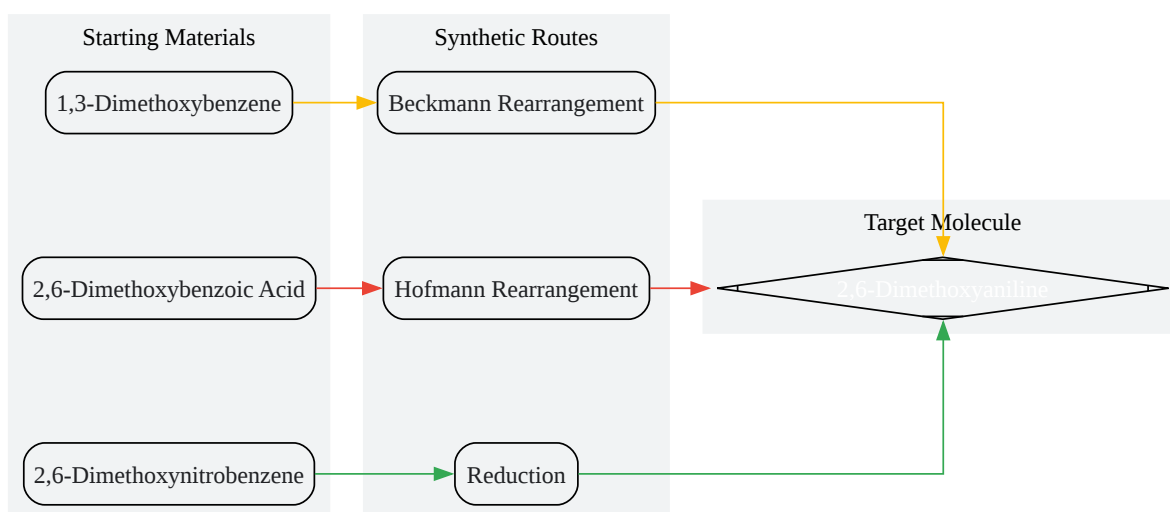 Starting Materials
Synthetic Routes
1,3-Dimethoxybenzene
Beckmann Rearrangement
Target Molecule
2,6-Dimethoxybenzoic Acid
Hofmann Rearrangement
2,6-Dimethoxyaniline
2,6-Dimethoxynitrobenzene
Reduction